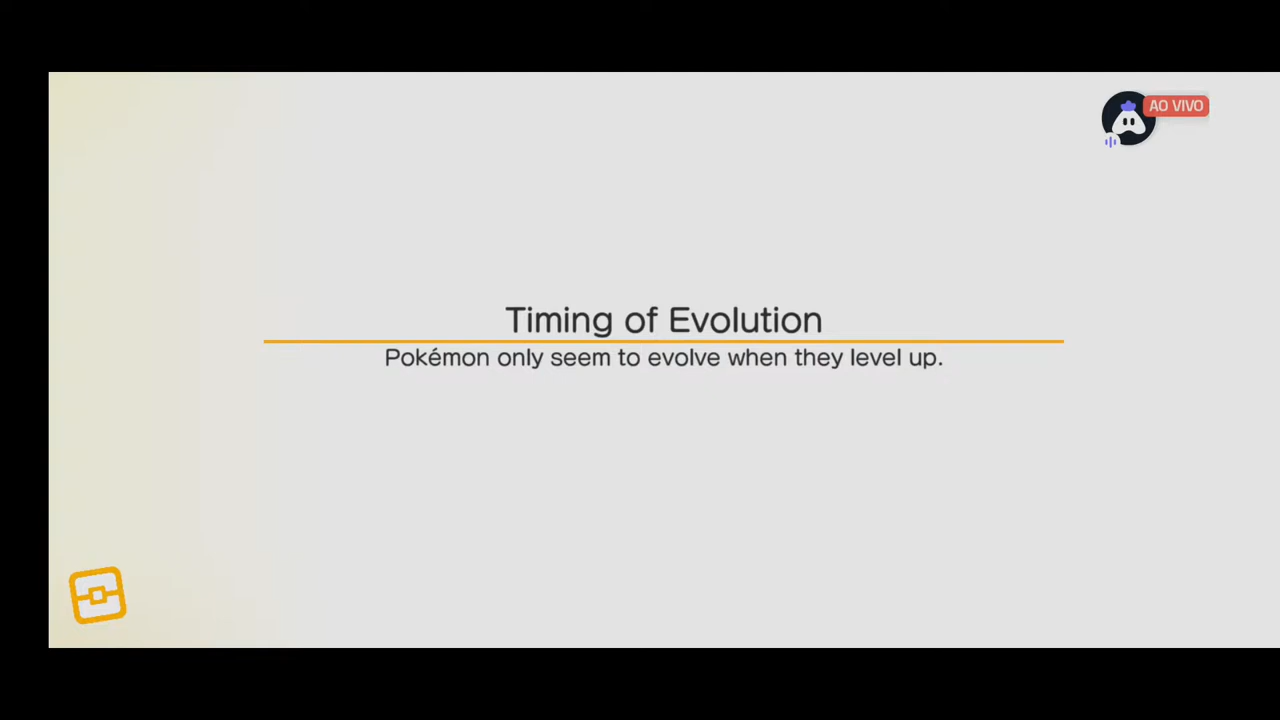 AO VIVO
Timing of Evolution
Pokémon only seem to evolve when they level up.